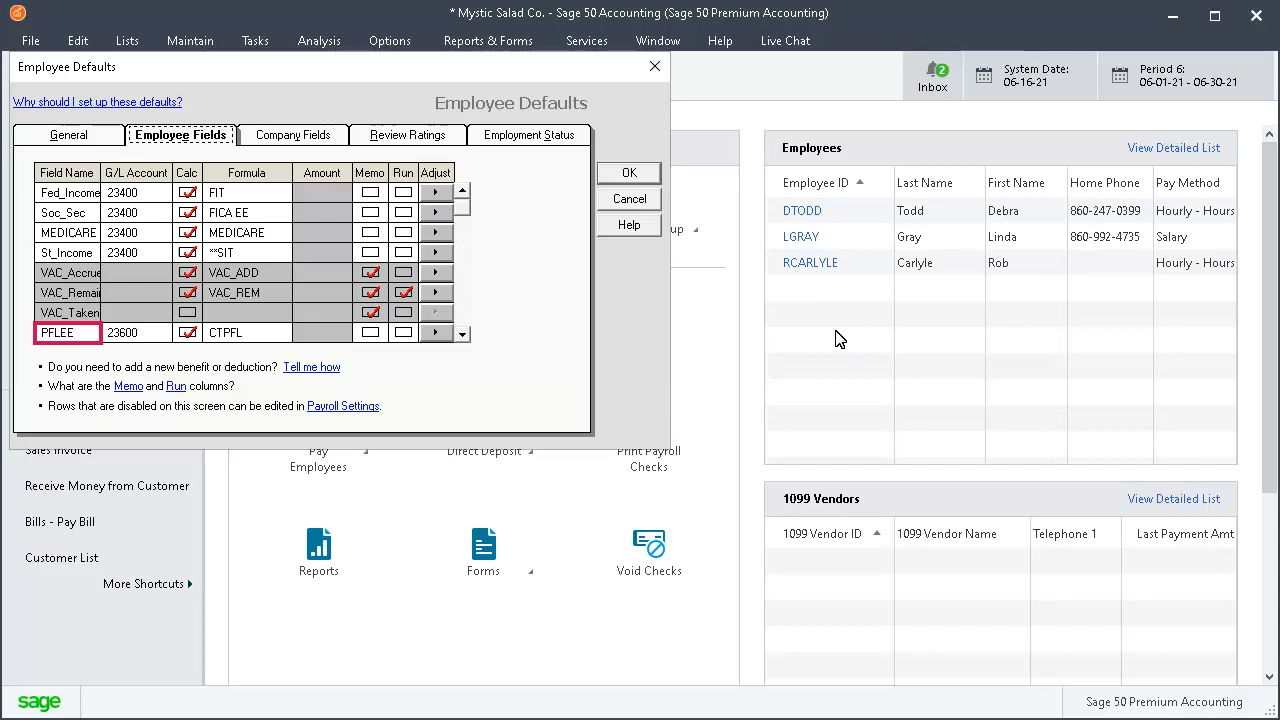 * Mystic Salad Co. - Sage 50 Accounting (Sage 50 Premium Accounting)
File Edit Lists Maintain Tasks Analysis Options Reports & Forms Services Window Help Live Chat
Employee Defaults
Why should I set up these defaults?
Employee Defaults
General Employee Fields Company Fields Review Ratings Employment Status
Field Name G/L Account Calc Formula Amount Memo Run Adjust
Fed_Income 23400 FIT
Soc_Sec 23400 FICA EE
MEDICARE 23400 MEDICARE
St_Income 23400 **SIT
VAC_Accrue VAC_ADD
VAC_Remai VAC_REM
VAC_Taken
PFLEE 23600 CTPFL
OK
Cancel
Help
• Do you need to add a new benefit or deduction? Tell me how
• What are the Memo and Run columns?
• Rows that are disabled on this screen can be edited in Payroll Settings.
2
Inbox
System Date:
06-16-21
Period 6:
06-01-21 - 06-30-21
Employees View Detailed List
Employee ID Last Name First Name Home Phone Pay Method
DTODD Todd Debra 860-247-0299 Hourly - Hours
LGRAY Gray Linda 860-992-4735 Salary
RCARLYLE Carlyle Rob Hourly - Hours
up
Sales Invoice
Receive Money from Customer
Bills - Pay Bill
Customer List
More Shortcuts
Pay
Employees
Direct Deposit
Print Payroll
Checks
Reports
Forms
Void Checks
1099 Vendors View Detailed List
1099 Vendor ID 1099 Vendor Name Telephone 1 Last Payment Amt
sage
Sage 50 Premium Accounting